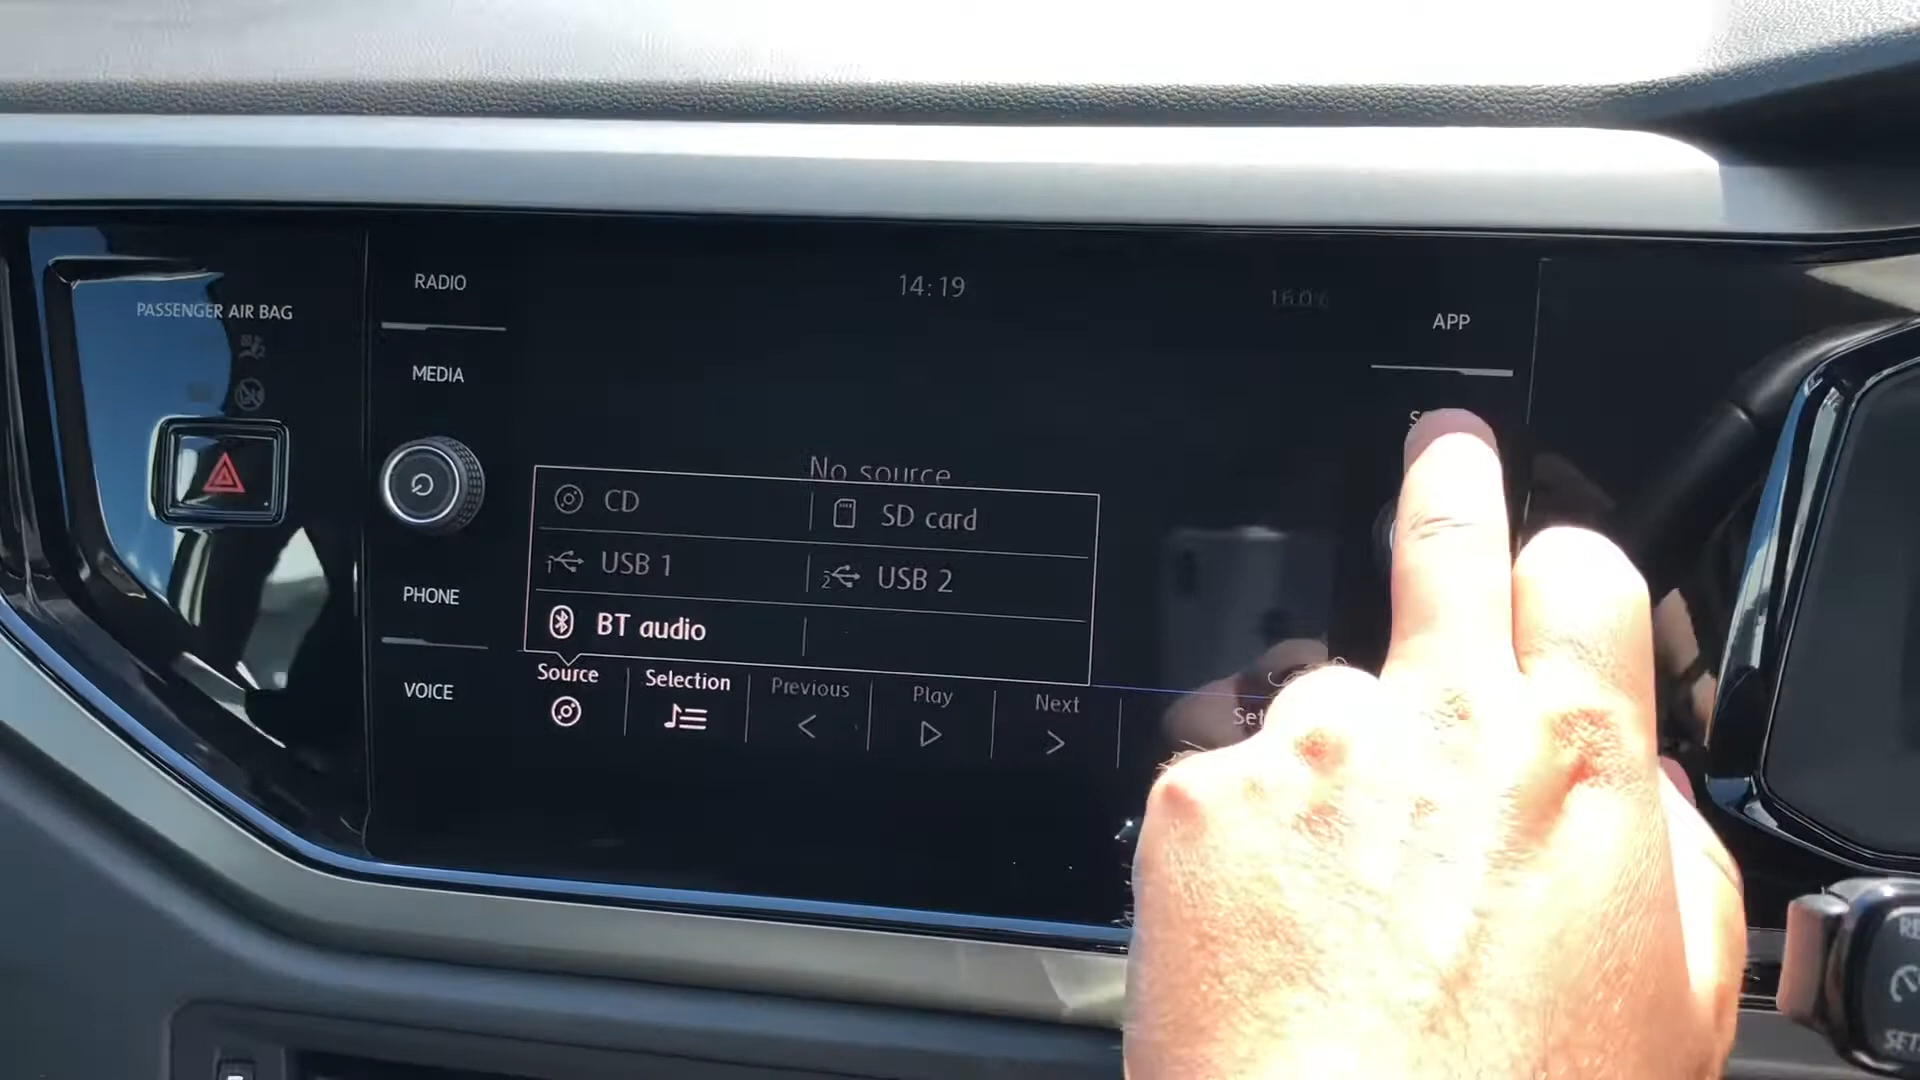 PASSENGER AIR BAG
RADIO
MEDIA
PHONE
VOICE
14:19
No source
CD
SD card
USB 1
USB 2
BT audio
Source
Selection
Previous
Play
Next
APP